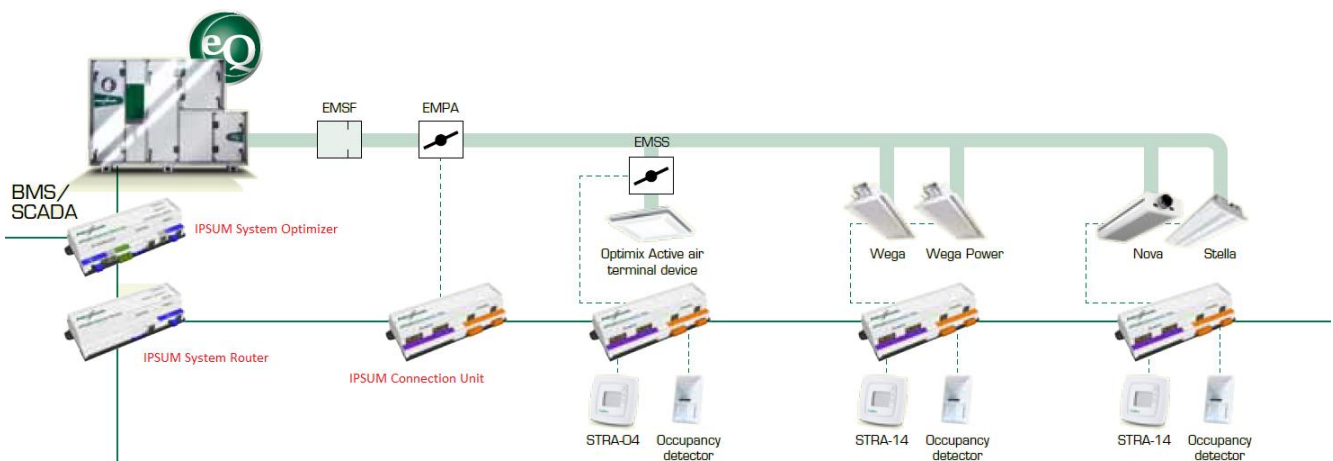 eQ
EMSF
EMPA
EMSS
BMS/
SCADA
IPSUM System Optimizer
Optimix Active air
terminal device
Wega
Wega Power
Nova
Stella
IPSUM System Router
IPSUM Connection Unit
STRA-04
Occupancy
detector
STRA-14
Occupancy
detector
STRA-14
Occupancy
detector